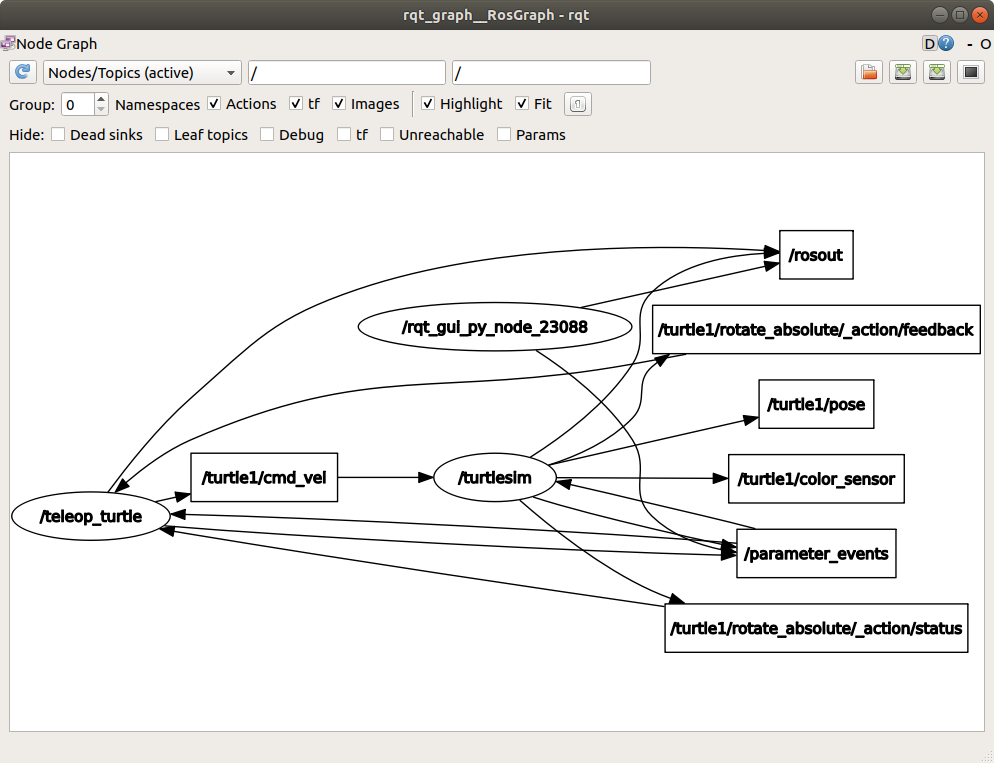 rqt_graph__RosGraph - rqt
Node Graph D ? - O
Nodes/Topics (active) / /
Group: 0 Namespaces Actions tf Images Highlight Fit
Hide: Dead sinks Leaf topics Debug tf Unreachable Params
/rosout
/rqt_gui_py_node_23088
/turtle1/rotate_absolute/_action/feedback
/turtle1/pose
/turtle1/cmd_vel
/turtlesim
/turtle1/color_sensor
/teleop_turtle
/parameter_events
/turtle1/rotate_absolute/_action/status